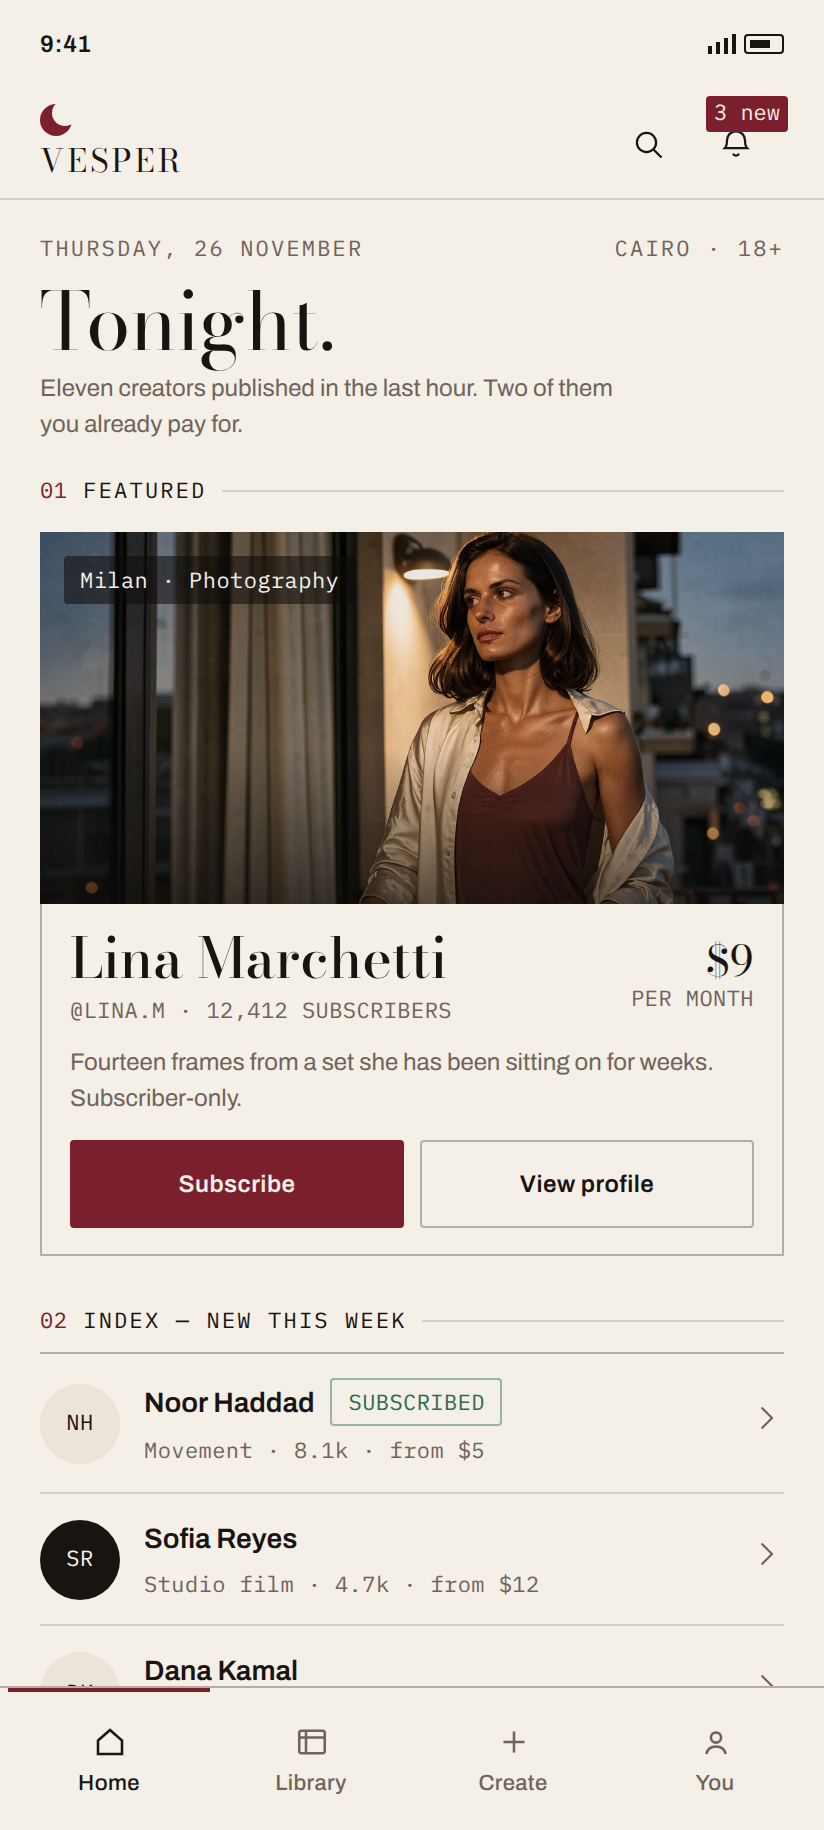 9:41
VESPER
3 new
THURSDAY, 26 NOVEMBER
CAIRO · 18+
Tonight.
Eleven creators published in the last hour. Two of them
you already pay for.
01 FEATURED
Milan · Photography
Lina Marchetti
$9
PER MONTH
@LINA.M · 12,412 SUBSCRIBERS
Fourteen frames from a set she has been sitting on for weeks.
Subscriber-only.
Subscribe
View profile
02 INDEX — NEW THIS WEEK
NH
Noor Haddad
SUBSCRIBED
Movement · 8.1k · from $5
SR
Sofia Reyes
Studio film · 4.7k · from $12
Dana Kamal
Home
Library
Create
You